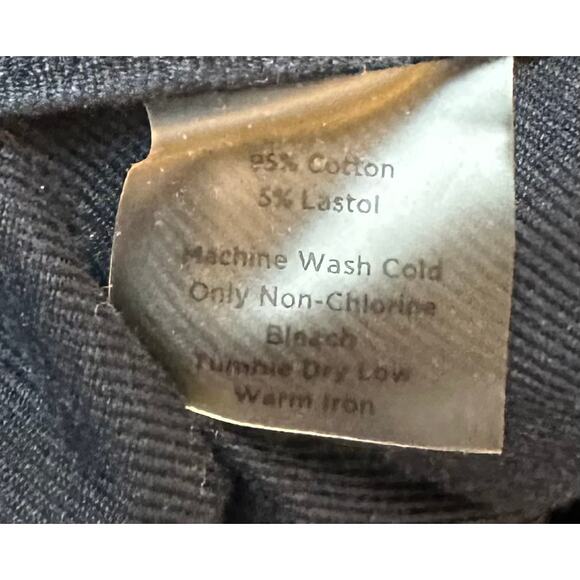 95% Cotton
5% Lastol
Machine Wash Cold
Only Non-Chlorine
Bleach
Tumble Dry Low
Warm Iron